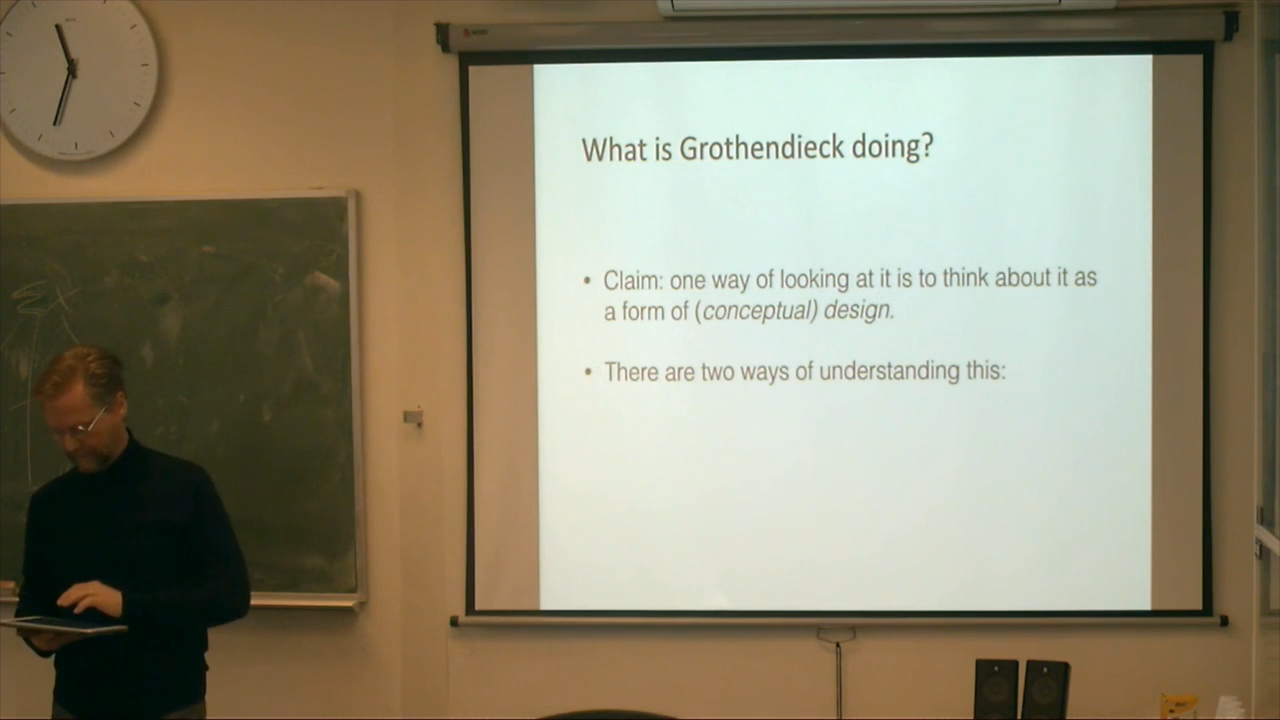 What is Grothendieck doing?
• Claim: one way of looking at it is to think about it as
a form of (conceptual) design.
• There are two ways of understanding this: